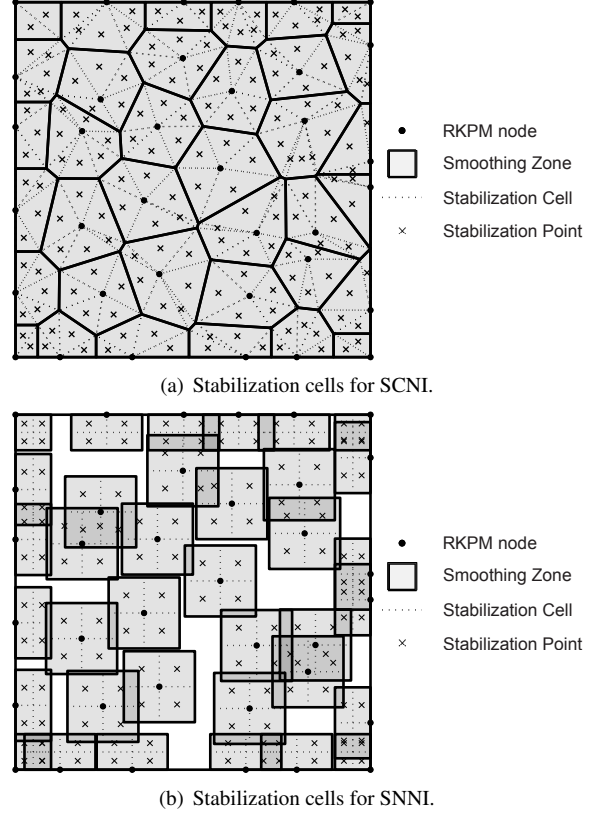 RKPM node
Smoothing Zone
Stabilization Cell
Stabilization Point
(a) Stabilization cells for SCNI.
RKPM node
Smoothing Zone
Stabilization Cell
Stabilization Point
(b) Stabilization cells for SNNI.